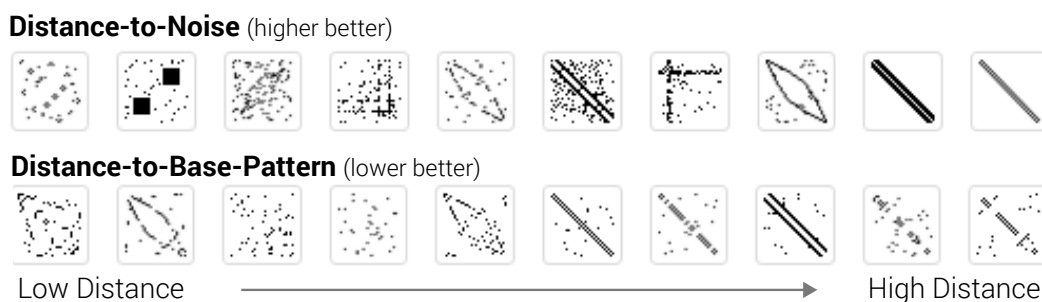 Distance-to-Noise (higher better)
Distance-to-Base-Pattern (lower better)
Low Distance High Distance